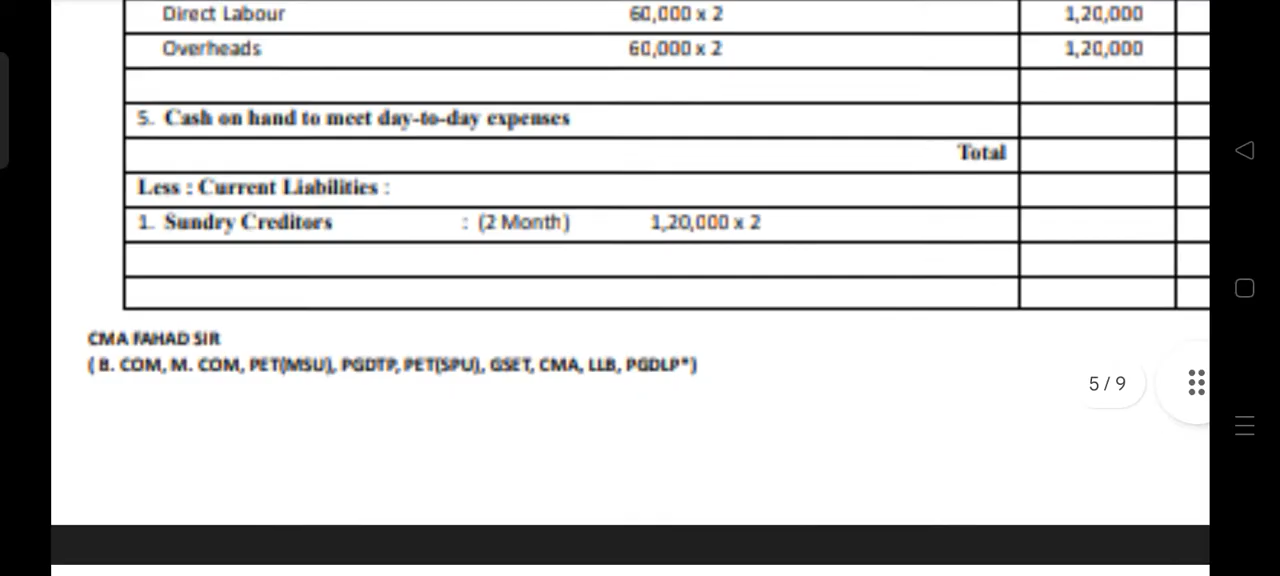 Direct Labour 60,000 x 2 1,20,000
Overheads 60,000 x 2 1,20,000
5. Cash on hand to meet day-to-day expenses
Total
Less : Current Liabilities :
1. Sundry Creditors : (2 Month) 1,20,000 x 2
CMA FAHAD SIR
( B. COM, M. COM, PET(MSU), PGDTP, PET(SPU), GSET, CMA, LLB, PGDLP*)
5 / 9